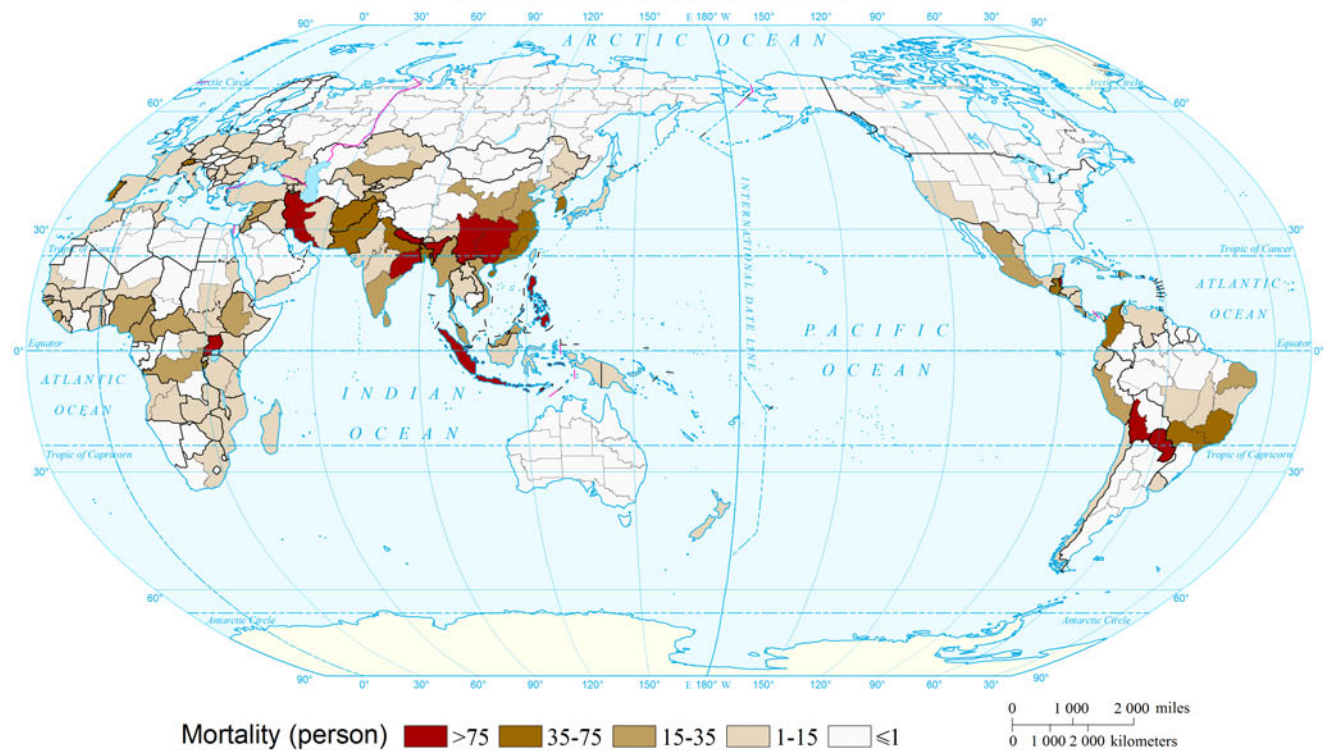 90° 0° 30° 60° 90° 120° 150° E 180° W 150° 120° 90° 60° 30° 0° 90°
ARCTIC OCEAN
Arctic Circle
Arctic Circle
60°
60°
30°
30°
Tropic of Cancer
Tropic of Cancer
INTERNATIONAL DATE LINE
ATLANTIC
OCEAN
PACIFIC
OCEAN
Equator
Equator
0°
0°
ATLANTIC
OCEAN
INDIAN
OCEAN
Tropic of Capricorn
Tropic of Capricorn
30°
30°
60°
60°
Antarctic Circle
Antarctic Circle
90° 0° 30° 60° 90° 120° 150° E 180° W 150° 120° 90° 60° 30° 0° 90°
Mortality (person) >75 35-75 15-35 1-15 ≤1
0 1 000 2 000 miles
0 1 000 2 000 kilometers